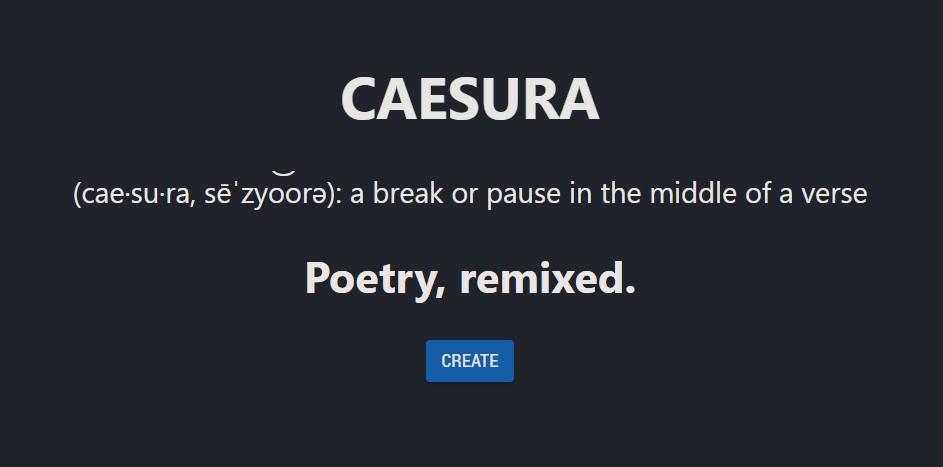 CAESURA
(cae·su·ra, sēˈzyo͝orə): a break or pause in the middle of a verse
Poetry, remixed.
CREATE